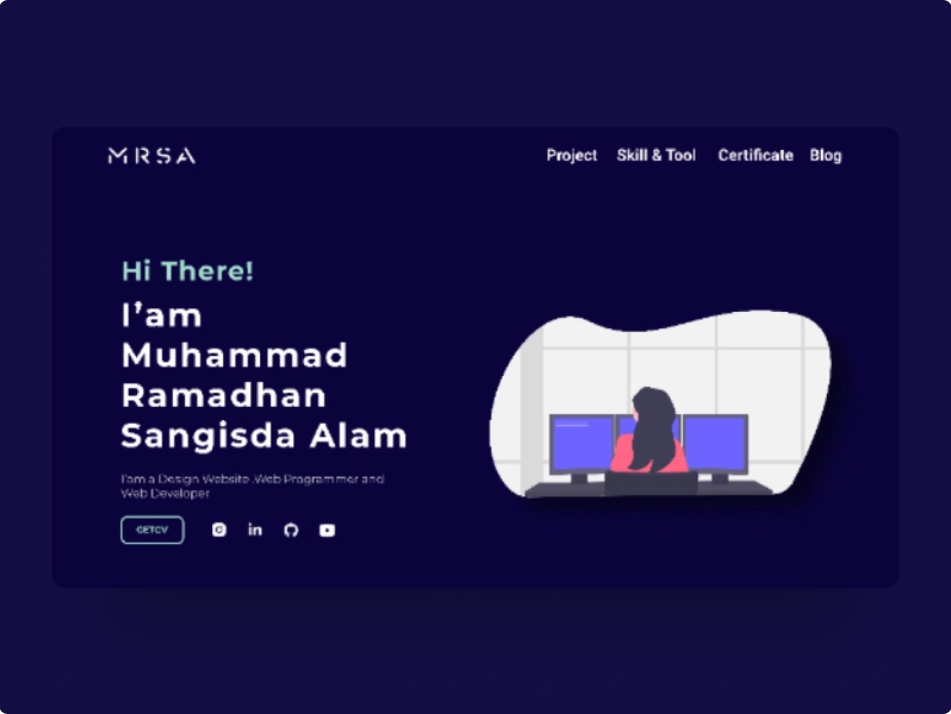 MRSA
Project Skill & Tool Certificate Blog
Hi There!
I'am
Muhammad
Ramadhan
Sangisda Alam
I'am a Design Website ,Web Programmer and
Web Developer
GETCV
in